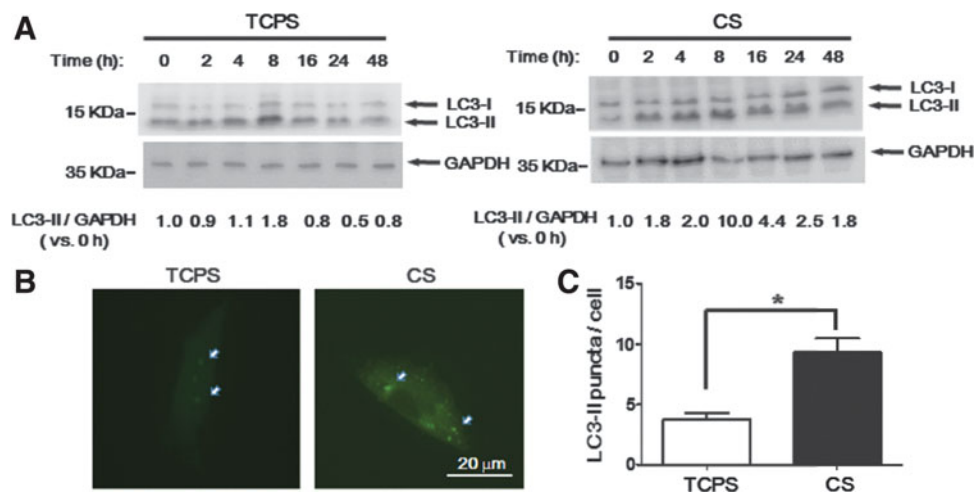 A
TCPS
Time (h): 0 2 4 8 16 24 48
15 KDa
LC3-I
LC3-II
35 KDa
GAPDH
LC3-II / GAPDH
( vs. 0 h)
1.0 0.9 1.1 1.8 0.8 0.5 0.8
CS
Time (h): 0 2 4 8 16 24 48
15 KDa
LC3-I
LC3-II
35 KDa
GAPDH
LC3-II / GAPDH
( vs. 0 h)
1.0 1.8 2.0 10.0 4.4 2.5 1.8
B
TCPS
CS
20 μm
C
LC3-II puncta / cell
15
10
5
0
*
TCPS
CS